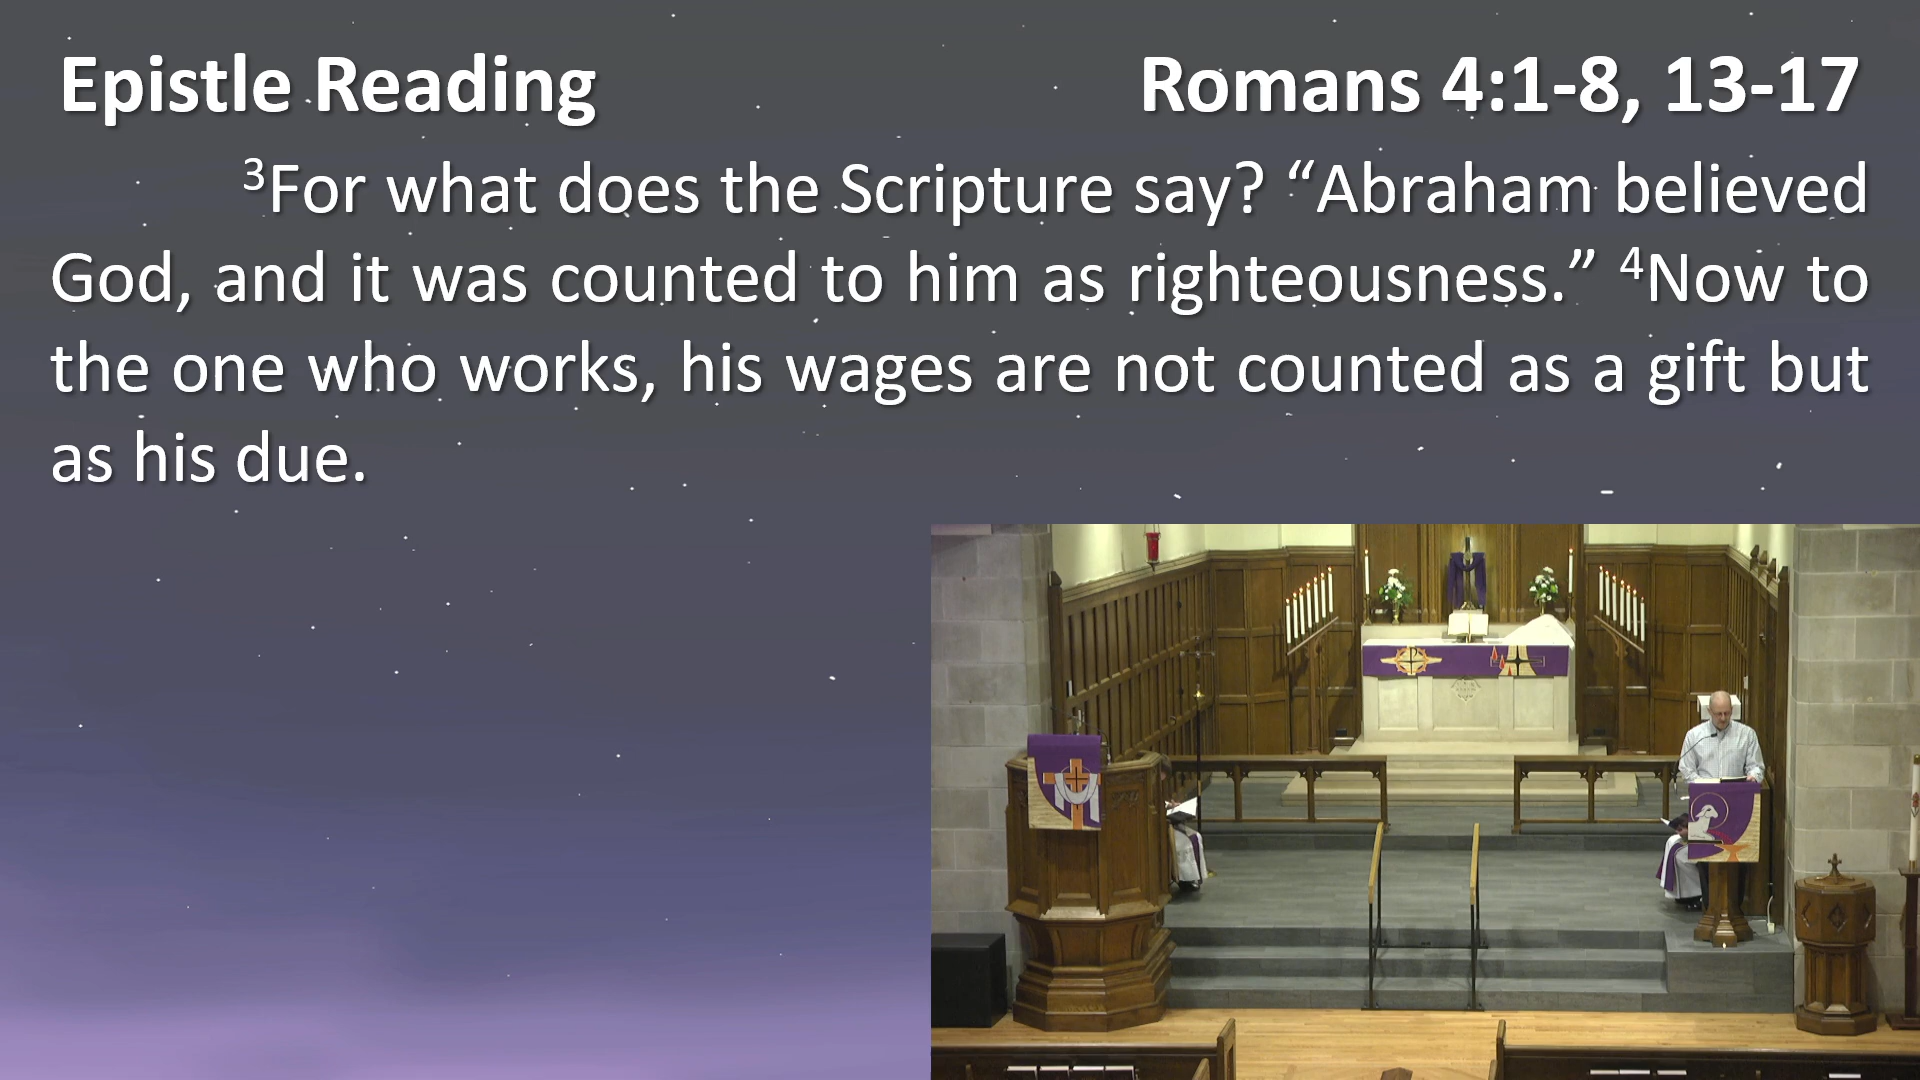 Epistle Reading Romans 4:1-8, 13-17
³For what does the Scripture say? “Abraham believed
God, and it was counted to him as righteousness.” ⁴Now to
the one who works, his wages are not counted as a gift but
as his due.